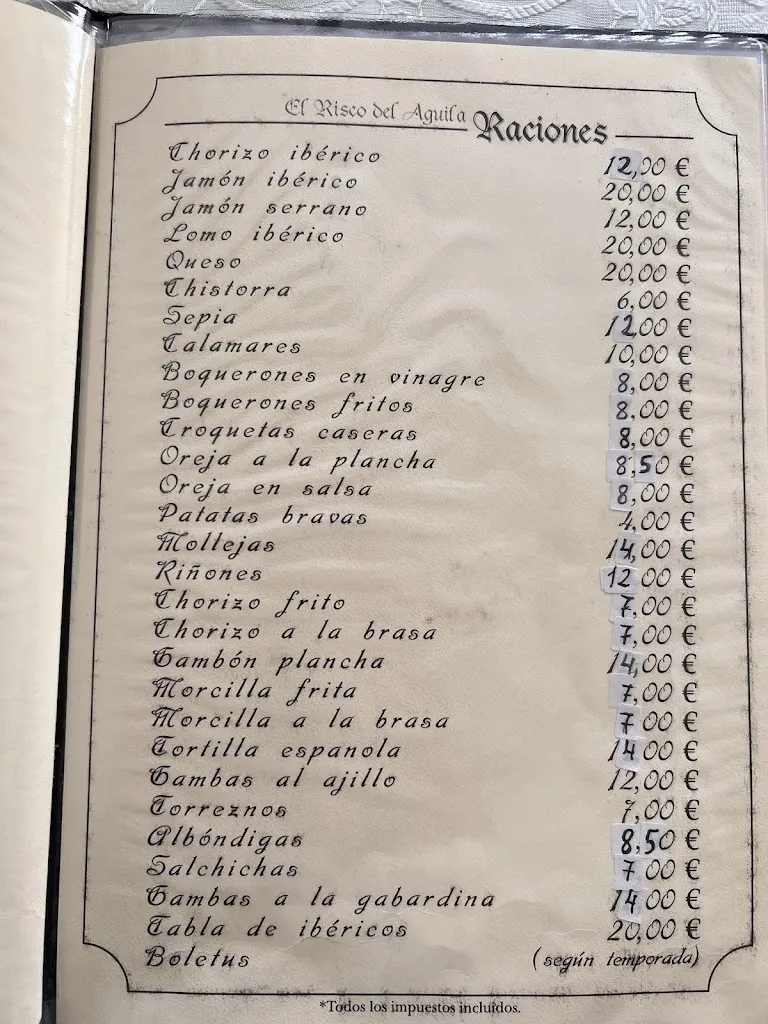 El Risco del Aguila Raciones
Chorizo ibérico 12,00 €
Jamón ibérico 20,00 €
Jamón serrano 12,00 €
Lomo ibérico 20,00 €
Queso 20,00 €
Chistorra 6,00 €
Sepia 12,00 €
Calamares 10,00 €
Boquerones en vinagre 8,00 €
Boquerones fritos 8,00 €
Croquetas caseras 8,00 €
Oreja a la plancha 8,50 €
Oreja en salsa 8,00 €
Patatas bravas 4,00 €
Mollejas 14,00 €
Riñones 12 00 €
Chorizo frito 7,00 €
Chorizo a la brasa 7,00 €
Gambón plancha 14,00 €
Morcilla frita 7,00 €
Morcilla a la brasa 7 00 €
Tortilla espanola 14 00 €
Gambas al ajillo 12,00 €
Torreznos 7,00 €
Albóndigas 8,50 €
Salchichas 7 00 €
Gambas a la gabardina 14 00 €
Tabla de ibéricos 20,00 €
Boletus (según temporada)
*Todos los impuestos incluidos.